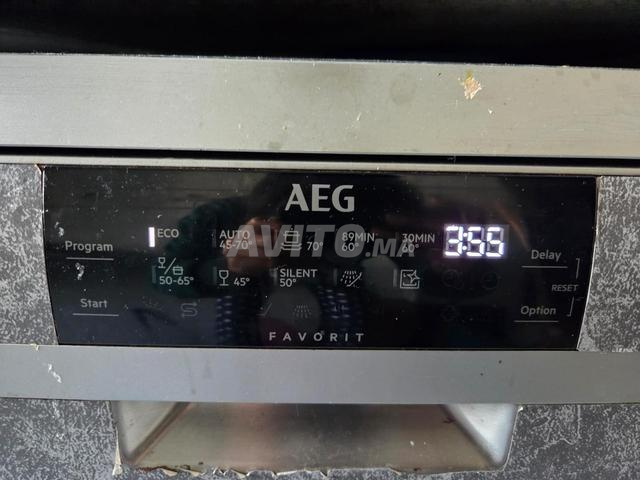 AEG
ECO
AUTO
45-70°
70°
89MIN
60°
30MIN
60°
3:55
Program
Delay
50-65°
45°
SILENT
50°
RESET
Start
Option
FAVORIT
AVITO.MA